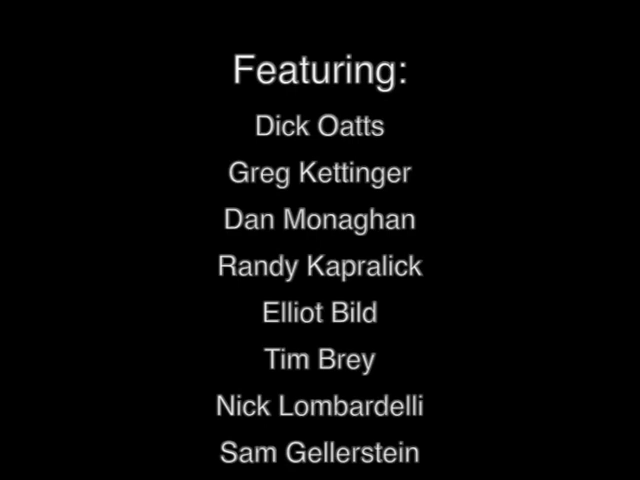 Featuring:
Dick Oatts
Greg Kettinger
Dan Monaghan
Randy Kapralick
Elliot Bild
Tim Brey
Nick Lombardelli
Sam Gellerstein